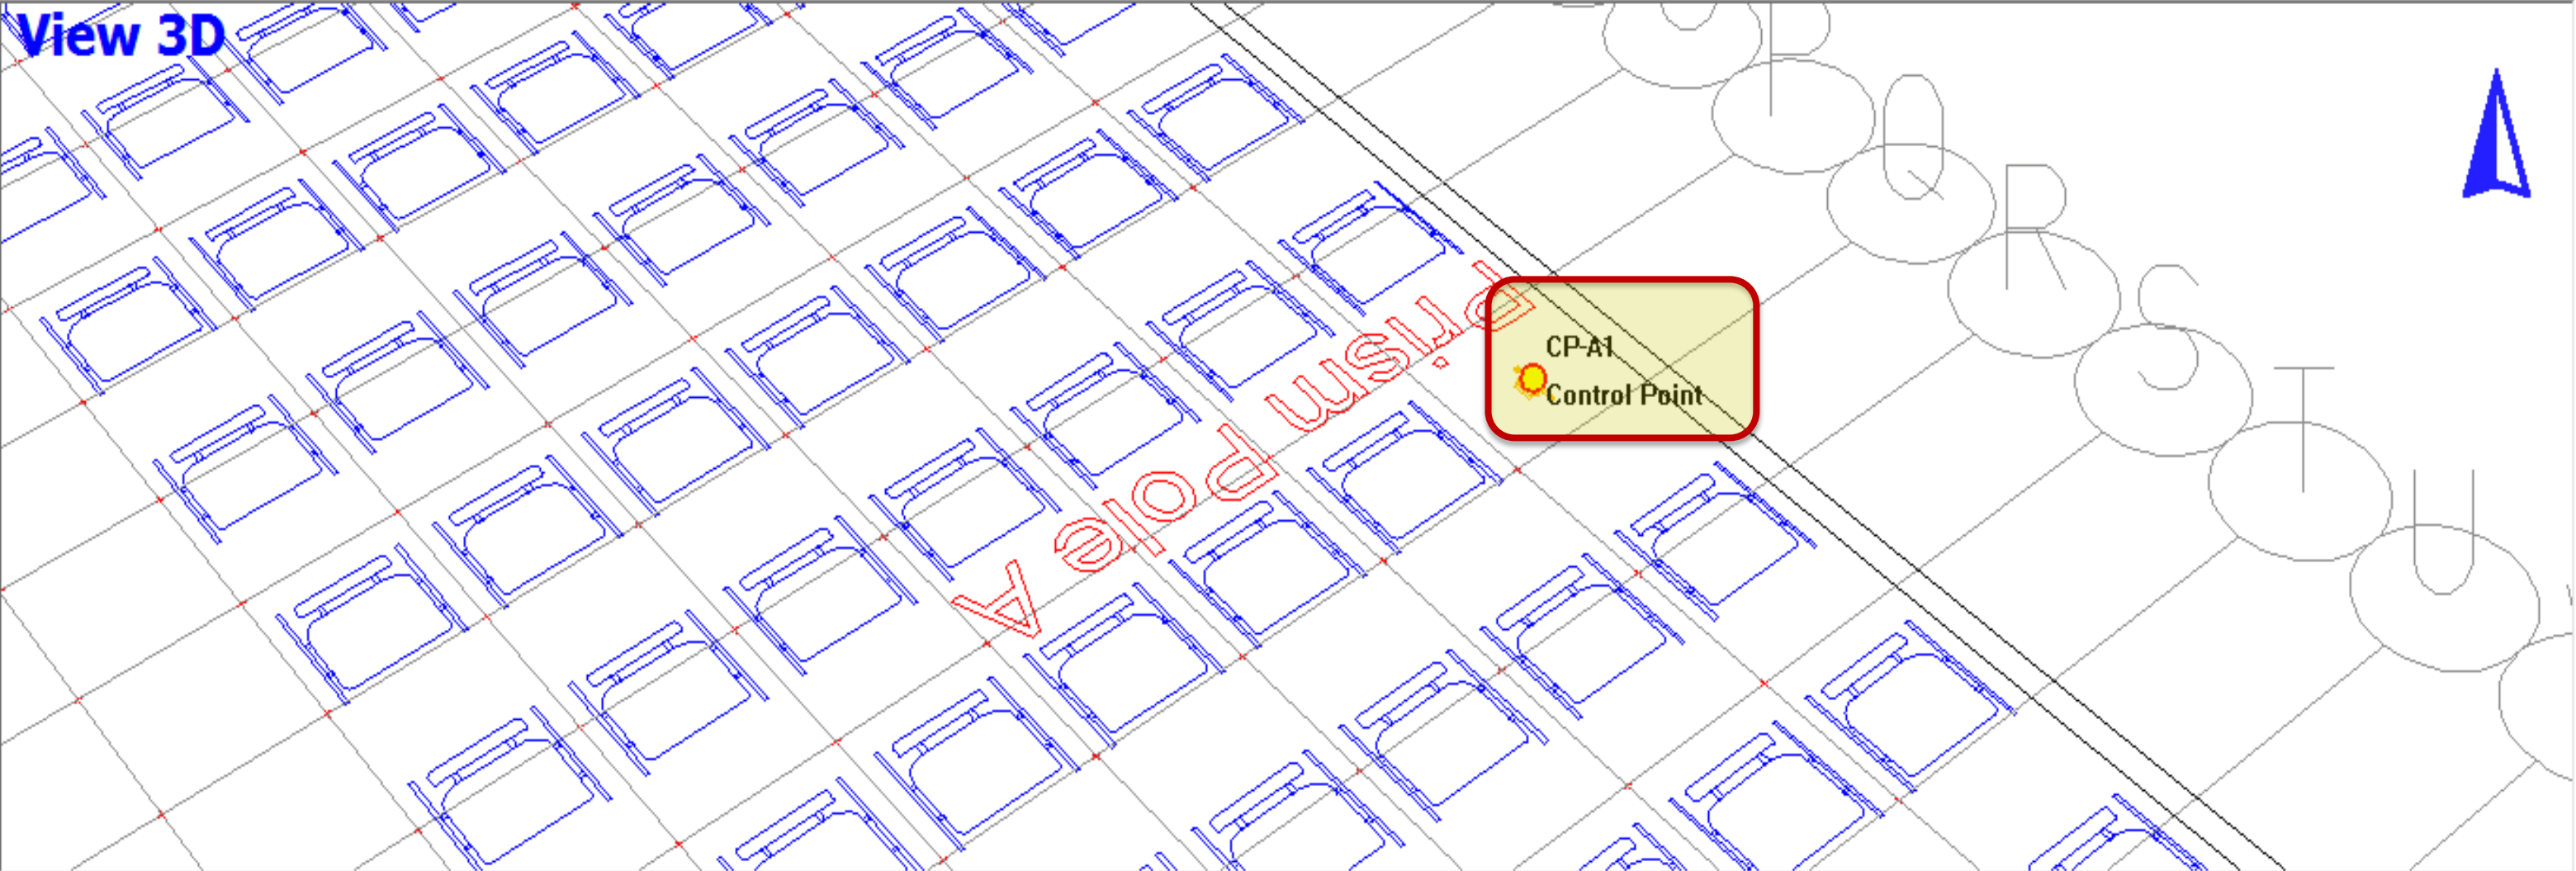 View 3D
P
Q
R
S
T
U
Prism Pole A
CP-A1
Control Point